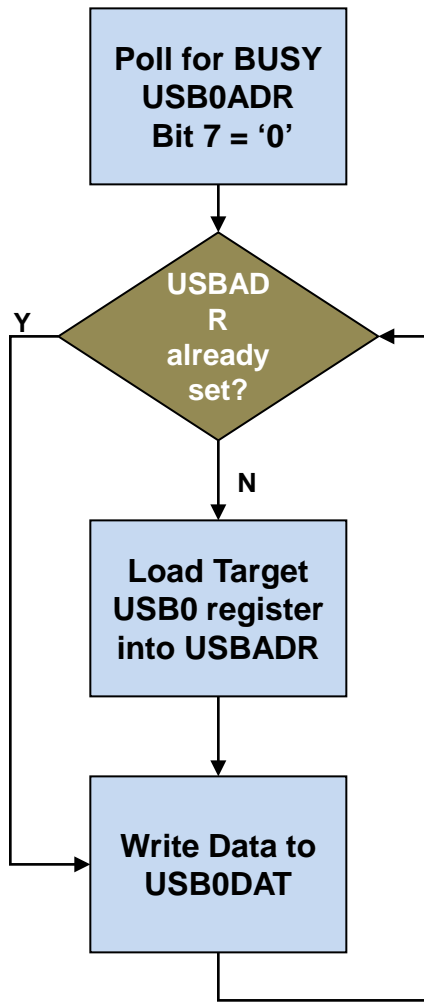 Poll for BUSY
USB0ADR
Bit 7 = ‘0’
USBAD
R
already
set?
Y
N
Load Target
USB0 register
into USBADR
Write Data to
USB0DAT